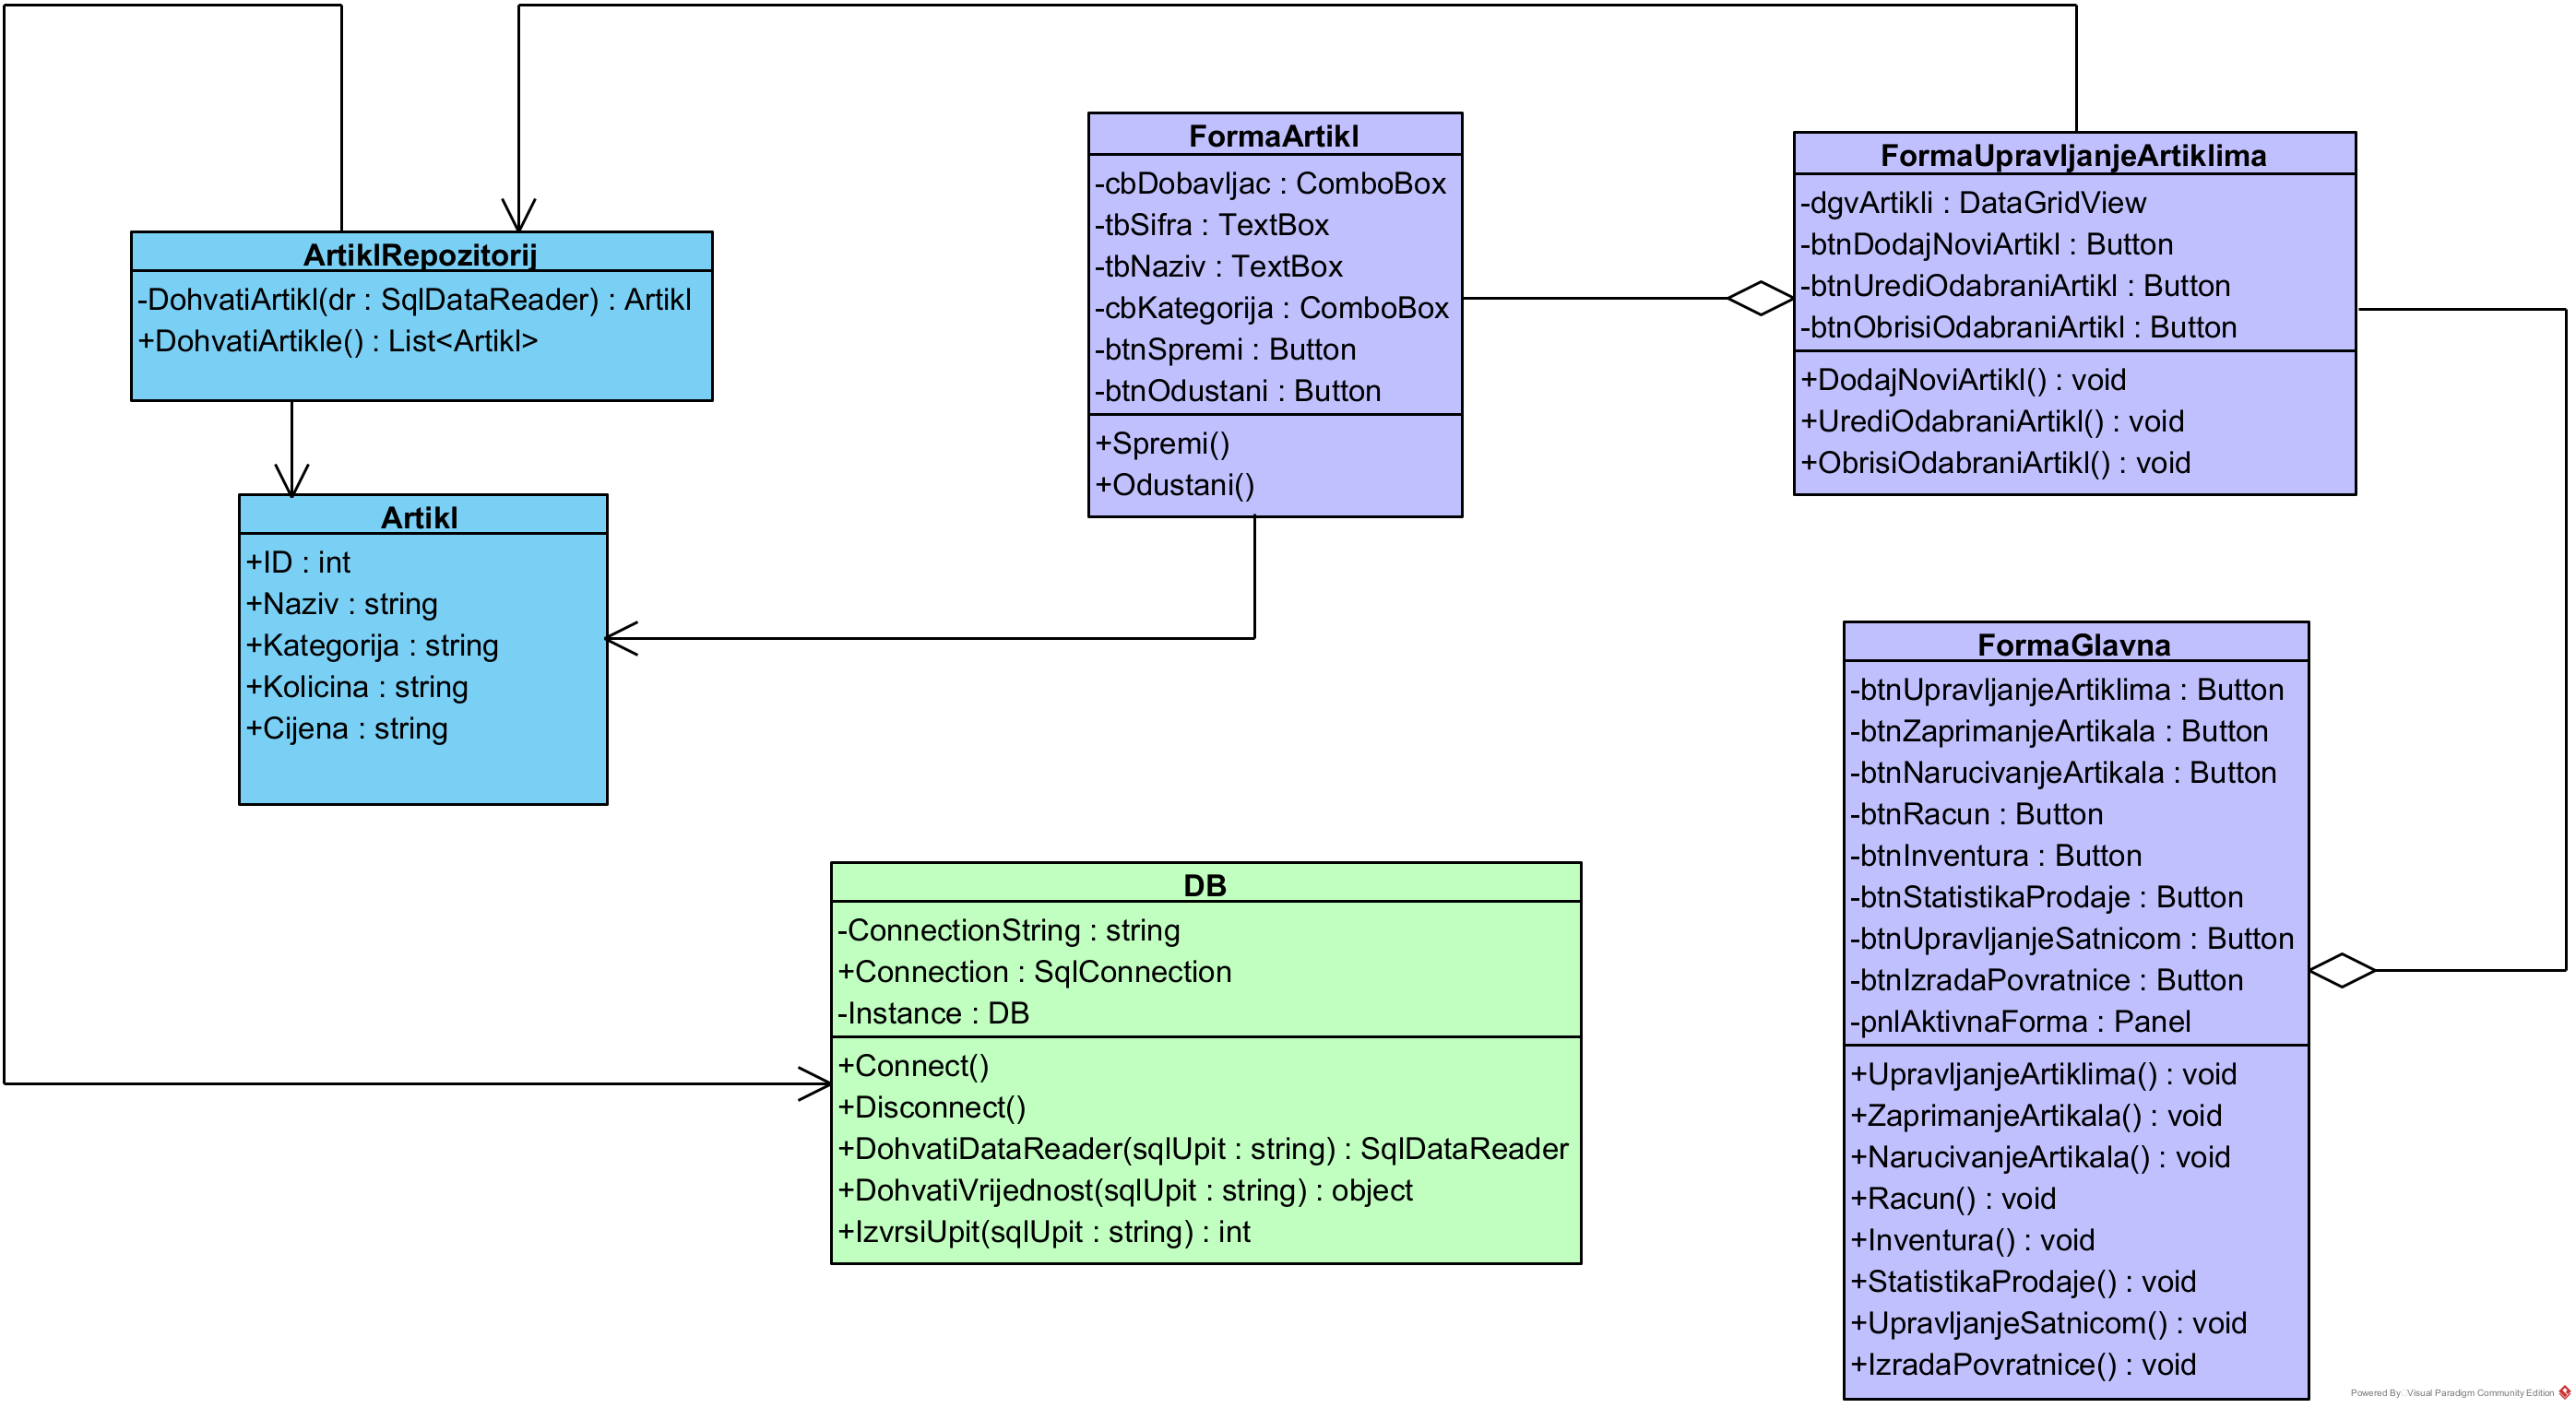 ArtiklRepozitorij
-DohvatiArtikl(dr : SqlDataReader) : Artikl
+DohvatiArtikle() : List<Artikl>
Artikl
+ID : int
+Naziv : string
+Kategorija : string
+Kolicina : string
+Cijena : string
FormaArtikl
-cbDobavljac : ComboBox
-tbSifra : TextBox
-tbNaziv : TextBox
-cbKategorija : ComboBox
-btnSpremi : Button
-btnOdustani : Button
+Spremi()
+Odustani()
FormaUpravljanjeArtiklima
-dgvArtikli : DataGridView
-btnDodajNoviArtikl : Button
-btnUrediOdabraniArtikl : Button
-btnObrisiOdabraniArtikl : Button
+DodajNoviArtikl() : void
+UrediOdabraniArtikl() : void
+ObrisiOdabraniArtikl() : void
DB
-ConnectionString : string
+Connection : SqlConnection
-Instance : DB
+Connect()
+Disconnect()
+DohvatiDataReader(sqlUpit : string) : SqlDataReader
+DohvatiVrijednost(sqlUpit : string) : object
+IzvrsiUpit(sqlUpit : string) : int
FormaGlavna
-btnUpravljanjeArtiklima : Button
-btnZaprimanjeArtikala : Button
-btnNarucivanjeArtikala : Button
-btnRacun : Button
-btnInventura : Button
-btnStatistikaProdaje : Button
-btnUpravljanjeSatnicom : Button
-btnIzradaPovratnice : Button
-pnlAktivnaForma : Panel
+UpravljanjeArtiklima() : void
+ZaprimanjeArtikala() : void
+NarucivanjeArtikala() : void
+Racun() : void
+Inventura() : void
+StatistikaProdaje() : void
+UpravljanjeSatnicom() : void
+IzradaPovratnice() : void
Powered By Visual Paradigm Community Edition